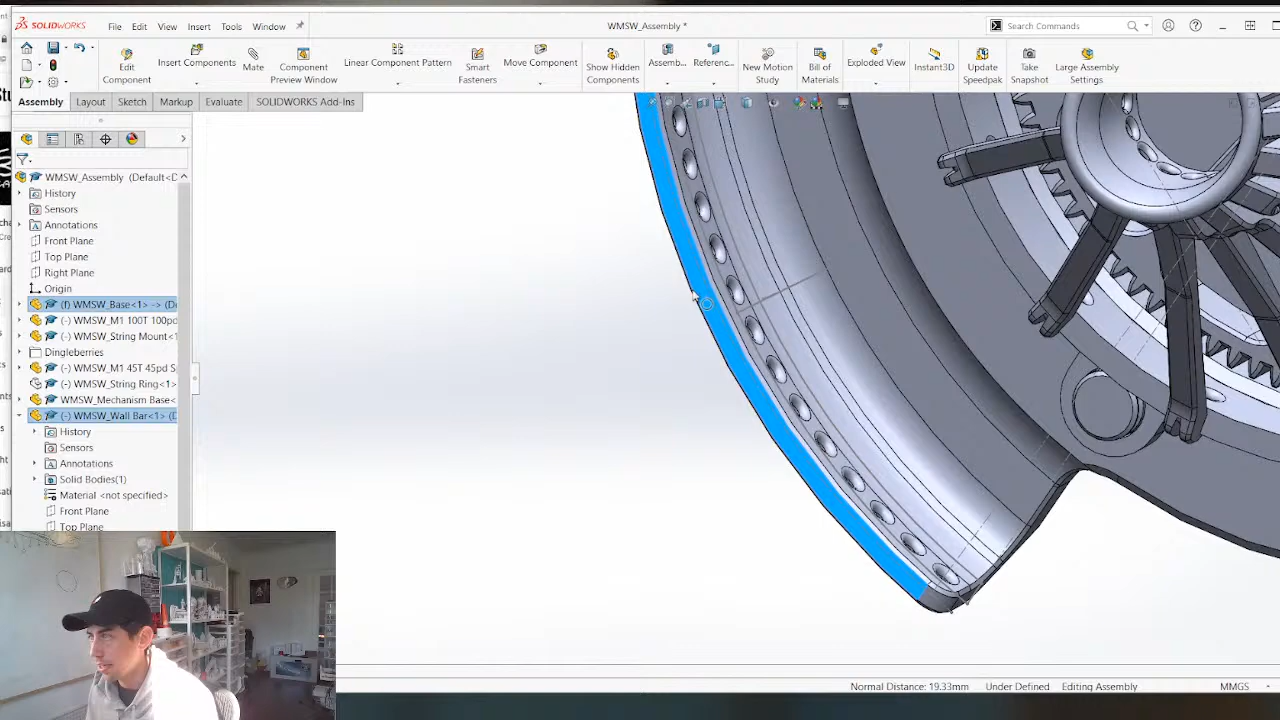 SOLIDWORKS File Edit View Insert Tools Window WMSW_Assembly * Search Commands
Edit Component Insert Components Mate Component Preview Window Linear Component Pattern Smart Fasteners Move Component Show Hidden Components Assemb... Referenc... New Motion Study Bill of Materials Exploded View Instant3D Update Speedpak Take Snapshot Large Assembly Settings
Assembly Layout Sketch Markup Evaluate SOLIDWORKS Add-Ins
WMSW_Assembly (Default<D
History
Sensors
Annotations
Front Plane
Top Plane
Right Plane
Origin
(f) WMSW_Base<1> -> (De
(-) WMSW_M1 100T 100pd
(-) WMSW_String Mount<1
Dingleberries
(-) WMSW_M1 45T 45pd S
(-) WMSW_String Ring<1>
(-) WMSW_Mechanism Base<
(-) WMSW_Wall Bar<1> (D
History
Sensors
Annotations
Solid Bodies(1)
Material <not specified>
Front Plane
Top Plane
Normal Distance: 19.33mm Under Defined Editing Assembly MMGS